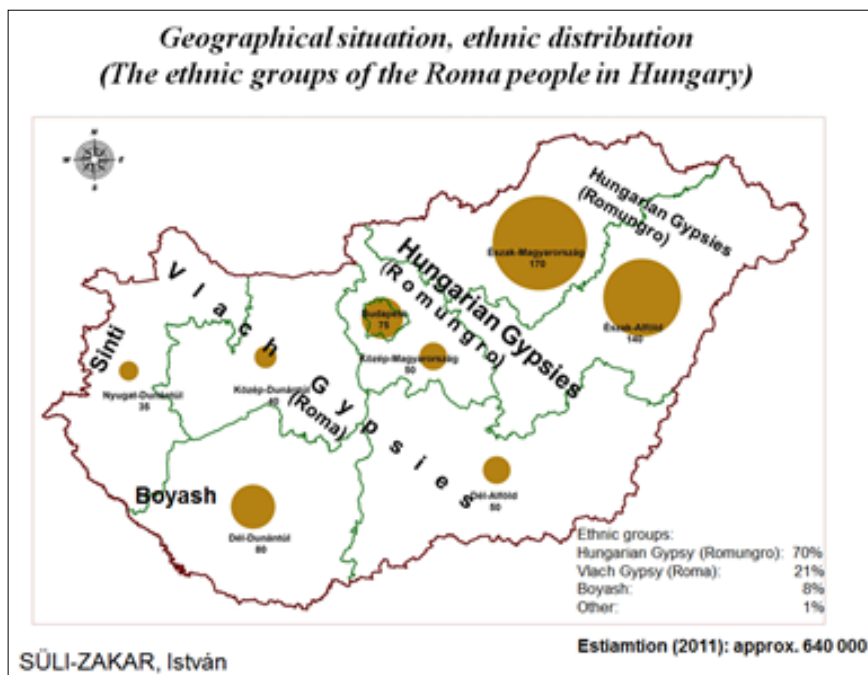 Geographical situation, ethnic distribution
(The ethnic groups of the Roma people in Hungary)
N
W E
S
Hungarian Gypsies
(Romungro)
Észak-Magyarország
170
Hungarian Gypsies
(Romungro)
Észak-Alföld
140
Vlach
Gypsies
(Roma)
Budapest
75
Közép-Magyarország
50
Sinti
Nyugat-Dunántúl
35
Közép-Dunántúl
40
Boyash
Dél-Dunántúl
80
Dél-Alföld
50
Ethnic groups:
Hungarian Gypsy (Romungro): 70%
Vlach Gypsy (Roma): 21%
Boyash: 8%
Other: 1%
Estiamtion (2011): approx. 640 000
SÜLI-ZAKAR, István